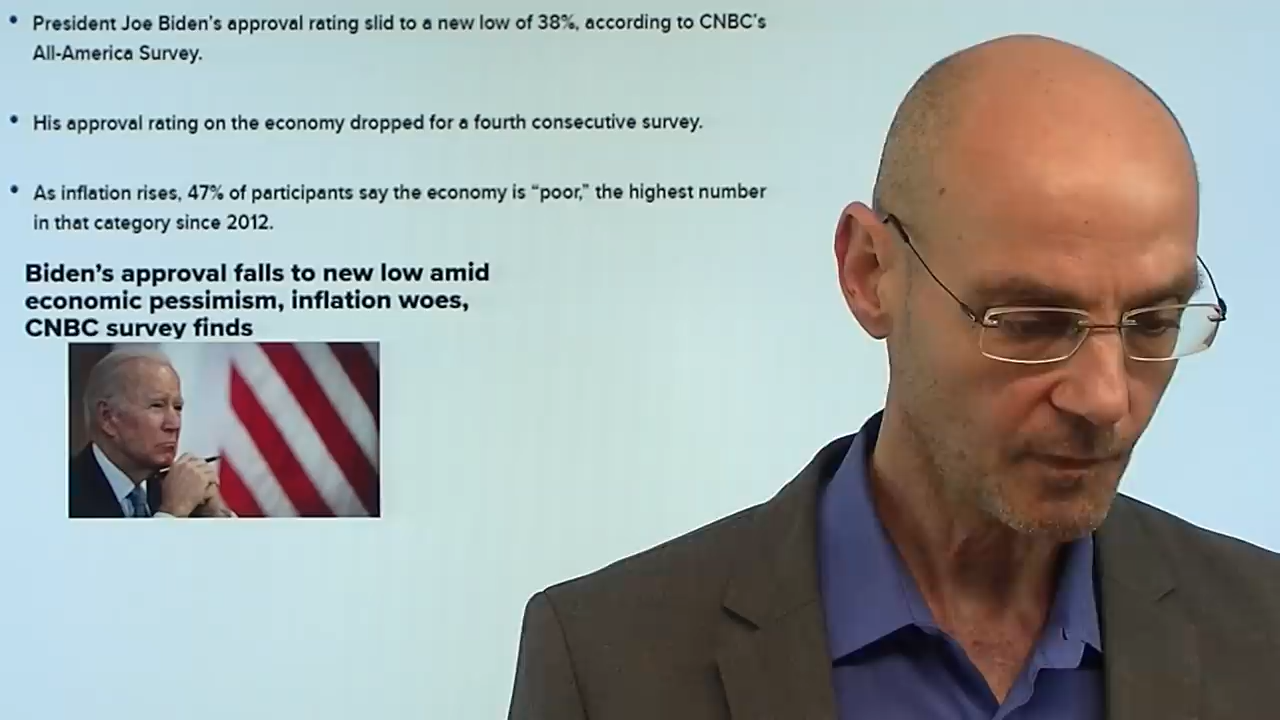 • President Joe Biden's approval rating slid to a new low of 38%, according to CNBC's
All-America Survey.
• His approval rating on the economy dropped for a fourth consecutive survey.
• As inflation rises, 47% of participants say the economy is “poor,” the highest number
in that category since 2012.
Biden's approval falls to new low amid
economic pessimism, inflation woes,
CNBC survey finds